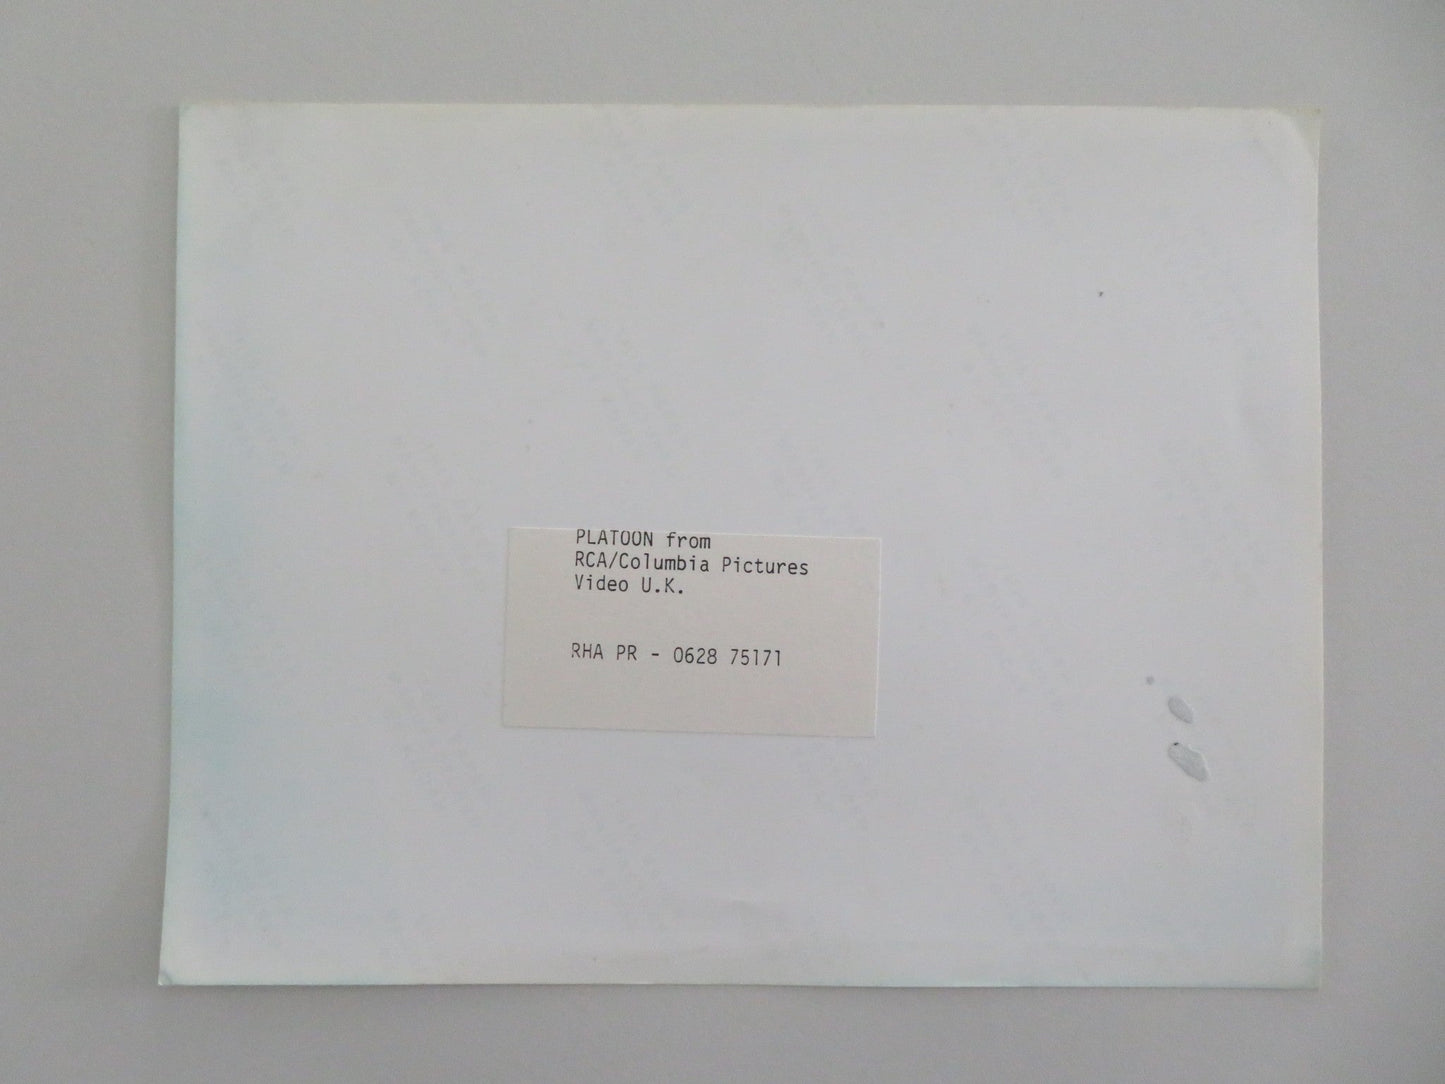 PLATOON from
RCA/Columbia Pictures
Video U.K.
RHA PR - 0628 75171